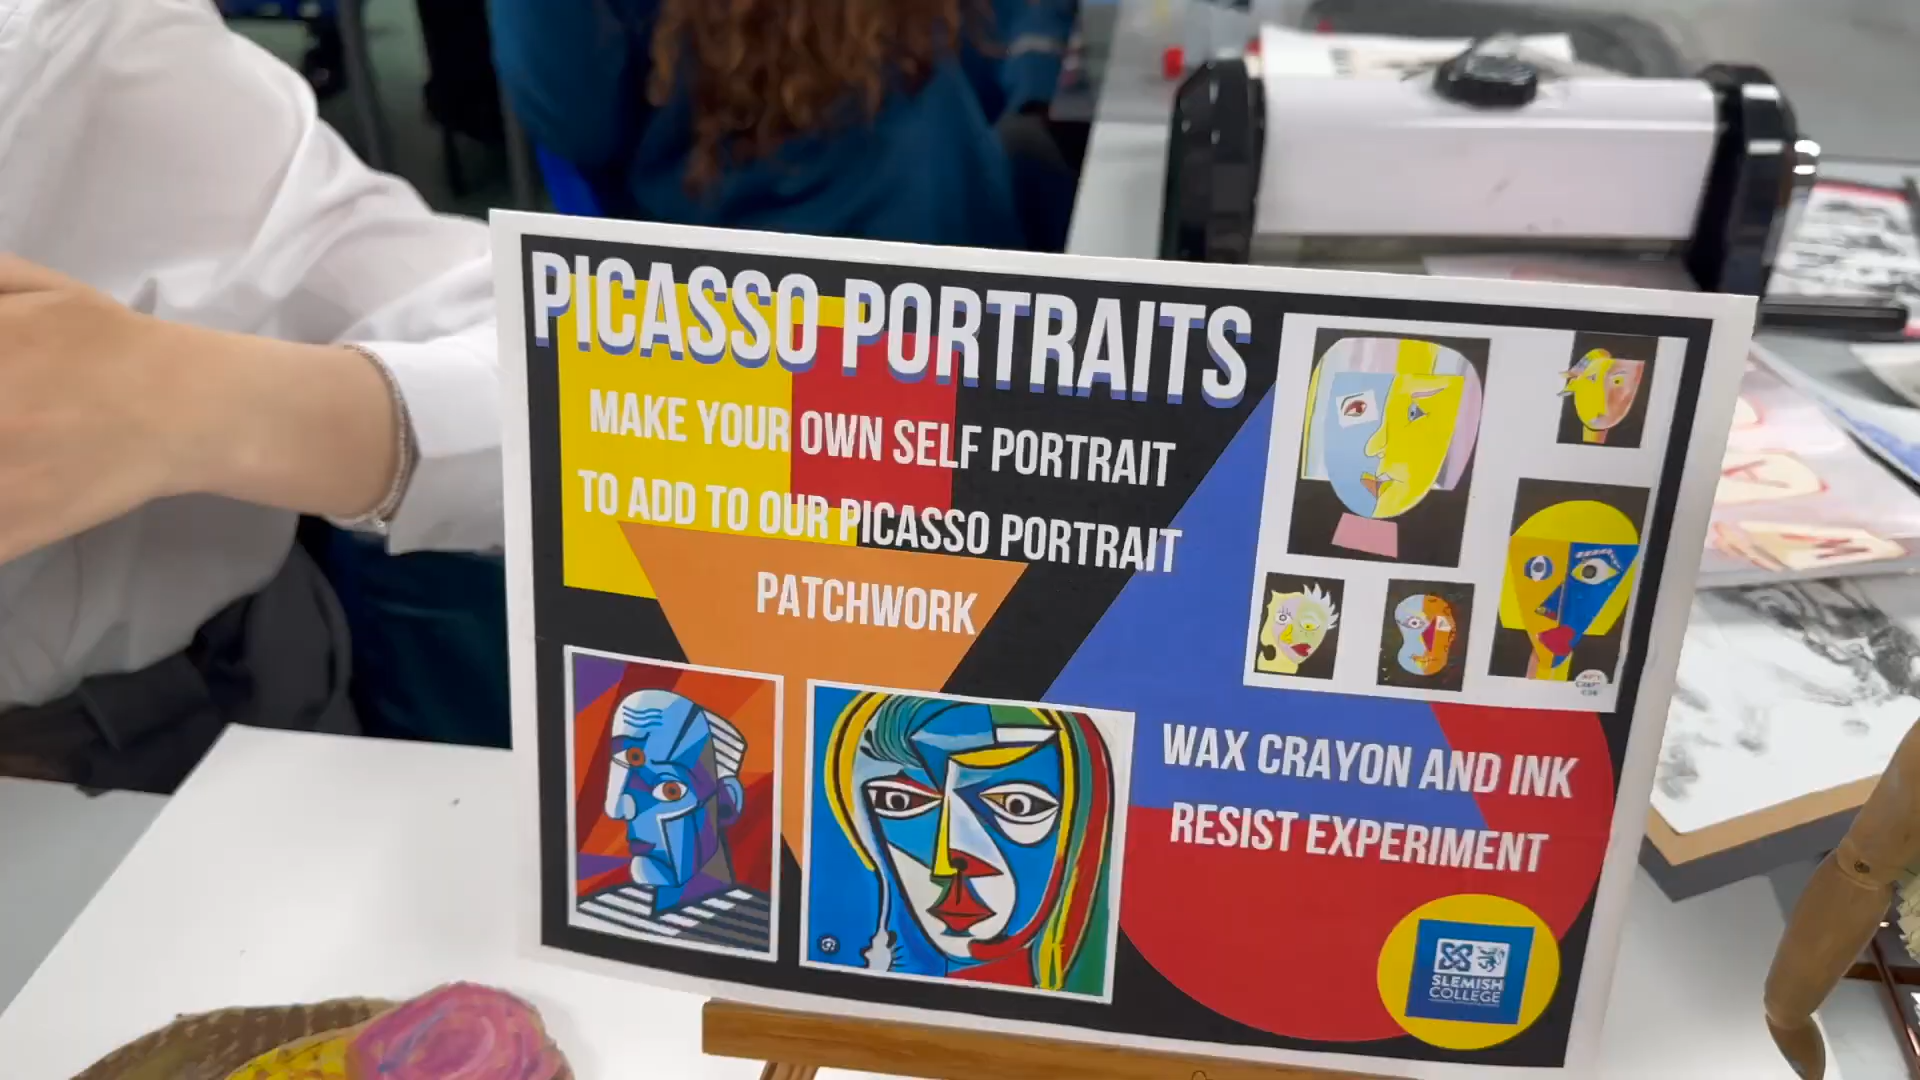 PICASSO PORTRAITS
MAKE YOUR OWN SELF PORTRAIT
TO ADD TO OUR PICASSO PORTRAIT
PATCHWORK
WAX CRAYON AND INK
RESIST EXPERIMENT
SLEMISH
COLLEGE